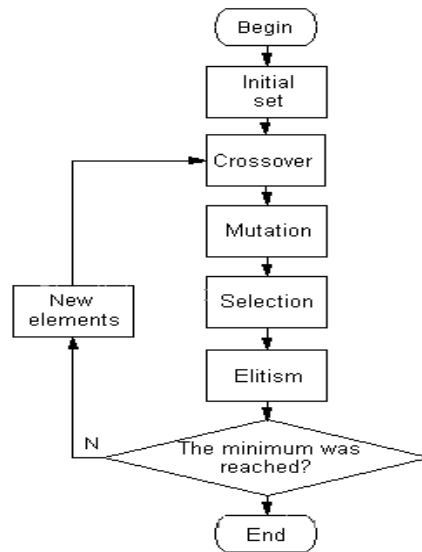 Begin
Initial
set
Crossover
Mutation
Selection
New
elements
Elitism
N
The minimum was
reached?
End